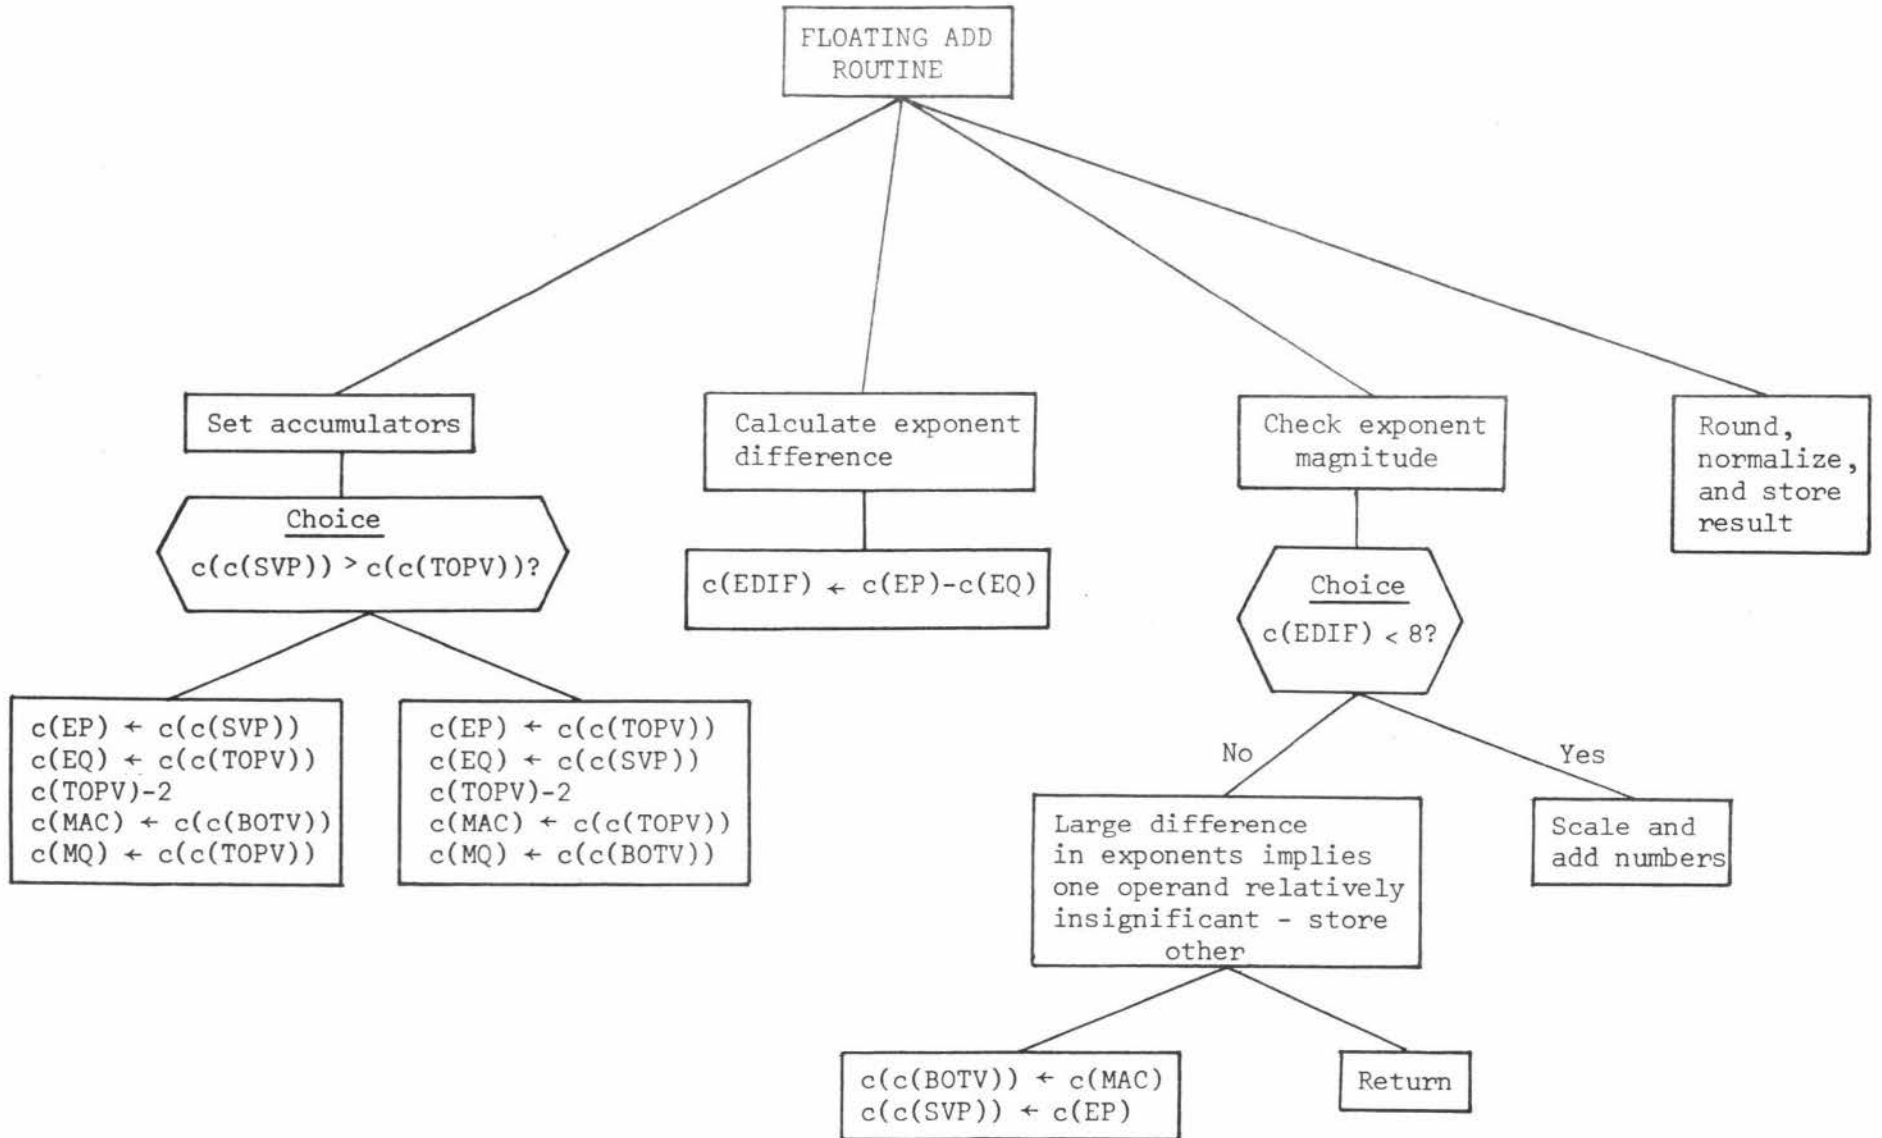 FLOATING ADD
ROUTINE
Set accumulators
Choice
c(c(SVP)) > c(c(TOPV))?
c(EP) ← c(c(SVP))
c(EQ) ← c(c(TOPV))
c(TOPV)-2
c(MAC) ← c(c(BOTV))
c(MQ) ← c(c(TOPV))
c(EP) ← c(c(TOPV))
c(EQ) ← c(c(SVP))
c(TOPV)-2
c(MAC) ← c(c(TOPV))
c(MQ) ← c(c(BOTV))
Calculate exponent
difference
c(EDIF) ← c(EP)-c(EQ)
Check exponent
magnitude
Choice
c(EDIF) < 8?
No
Yes
Large difference
in exponents implies
one operand relatively
insignificant - store
other
c(c(BOTV)) ← c(MAC)
c(c(SVP)) ← c(EP)
Return
Scale and
add numbers
Round,
normalize,
and store
result